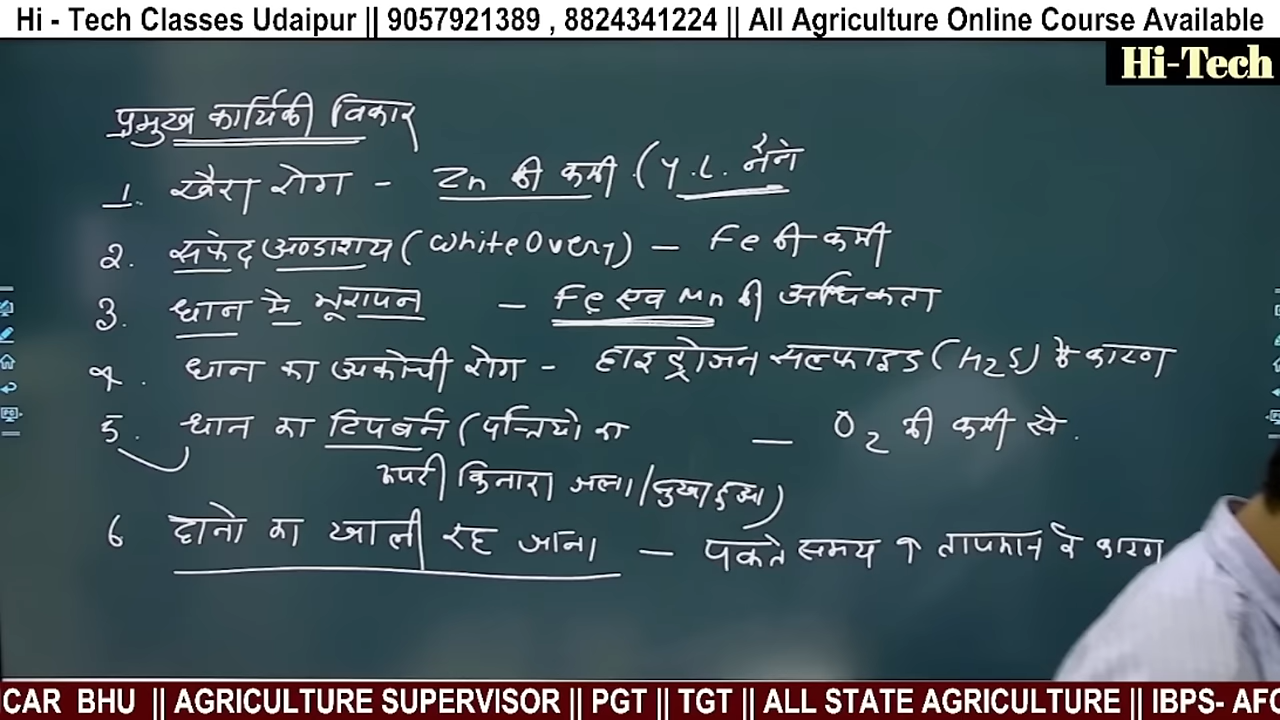 Hi - Tech Classes Udaipur || 9057921389 , 8824341224 || All Agriculture Online Course Available
Hi-Tech
प्रमुख कार्यिकी विकार
1. खैरा रोग - Zn की कमी (Y.L. नेने
2. सफेद अण्डाशय (White Overy) - Fe की कमी
3. धान मे भूरापन - Fe एव Mn की अधिकता
4. धान का अकोची रोग - हाइड्रोजन सल्फाइड (H2S) के कारण
5. धान का टिपबर्न (पत्तियो का - O2 की कमी से.
ऊपरी किनारा जला/सुखा हुआ)
6 दानो का खाली रह जाना - पकते समय ↑ तापमान के कारण
CAR BHU || AGRICULTURE SUPERVISOR || PGT || TGT || ALL STATE AGRICULTURE || IBPS- AFO